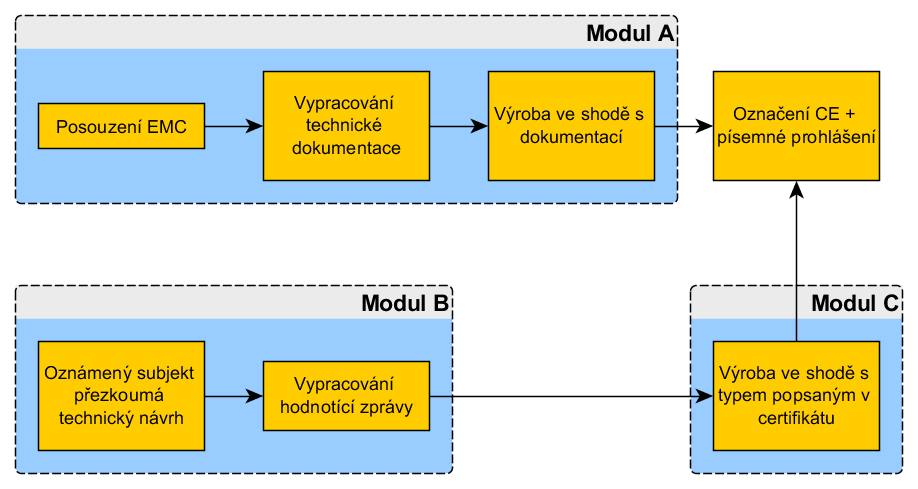 Modul A
Posouzení EMC
Vypracování
technické
dokumentace
Výroba ve shodě s
dokumentací
Označení CE +
písemné prohlášení
Modul B
Oznámený subjekt
přezkoumá
technický návrh
Vypracování
hodnotící zprávy
Modul C
Výroba ve shodě s
typem popsaným v
certifikátu